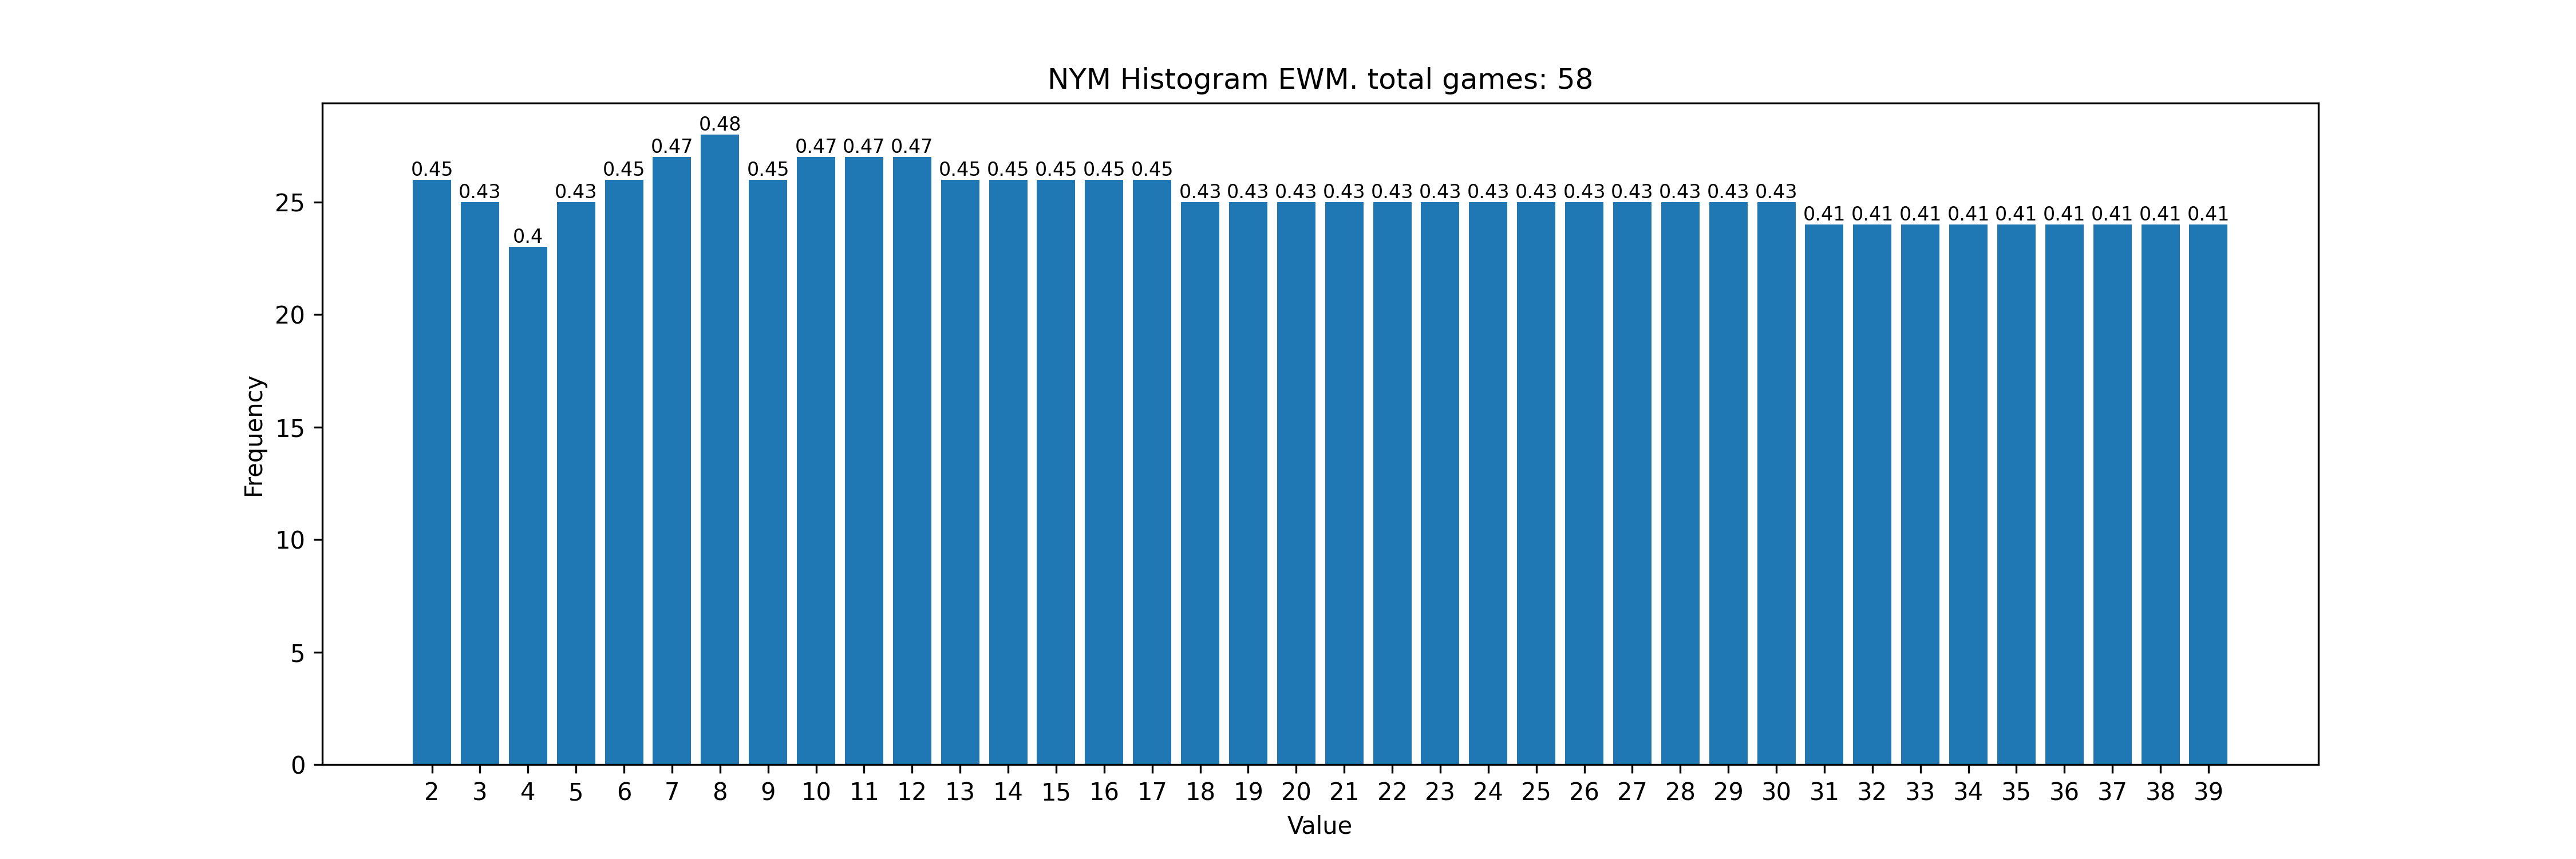 NYM Histogram EWM. total games: 58
0.45 0.43 0.4 0.43 0.45 0.47 0.48 0.45 0.47 0.47 0.47 0.45 0.45 0.45 0.45 0.45 0.43 0.43 0.43 0.43 0.43 0.43 0.43 0.43 0.43 0.43 0.43 0.43 0.43 0.41 0.41 0.41 0.41 0.41 0.41 0.41 0.41 0.41
25
20
15
10
5
0
Frequency
2 3 4 5 6 7 8 9 10 11 12 13 14 15 16 17 18 19 20 21 22 23 24 25 26 27 28 29 30 31 32 33 34 35 36 37 38 39
Value